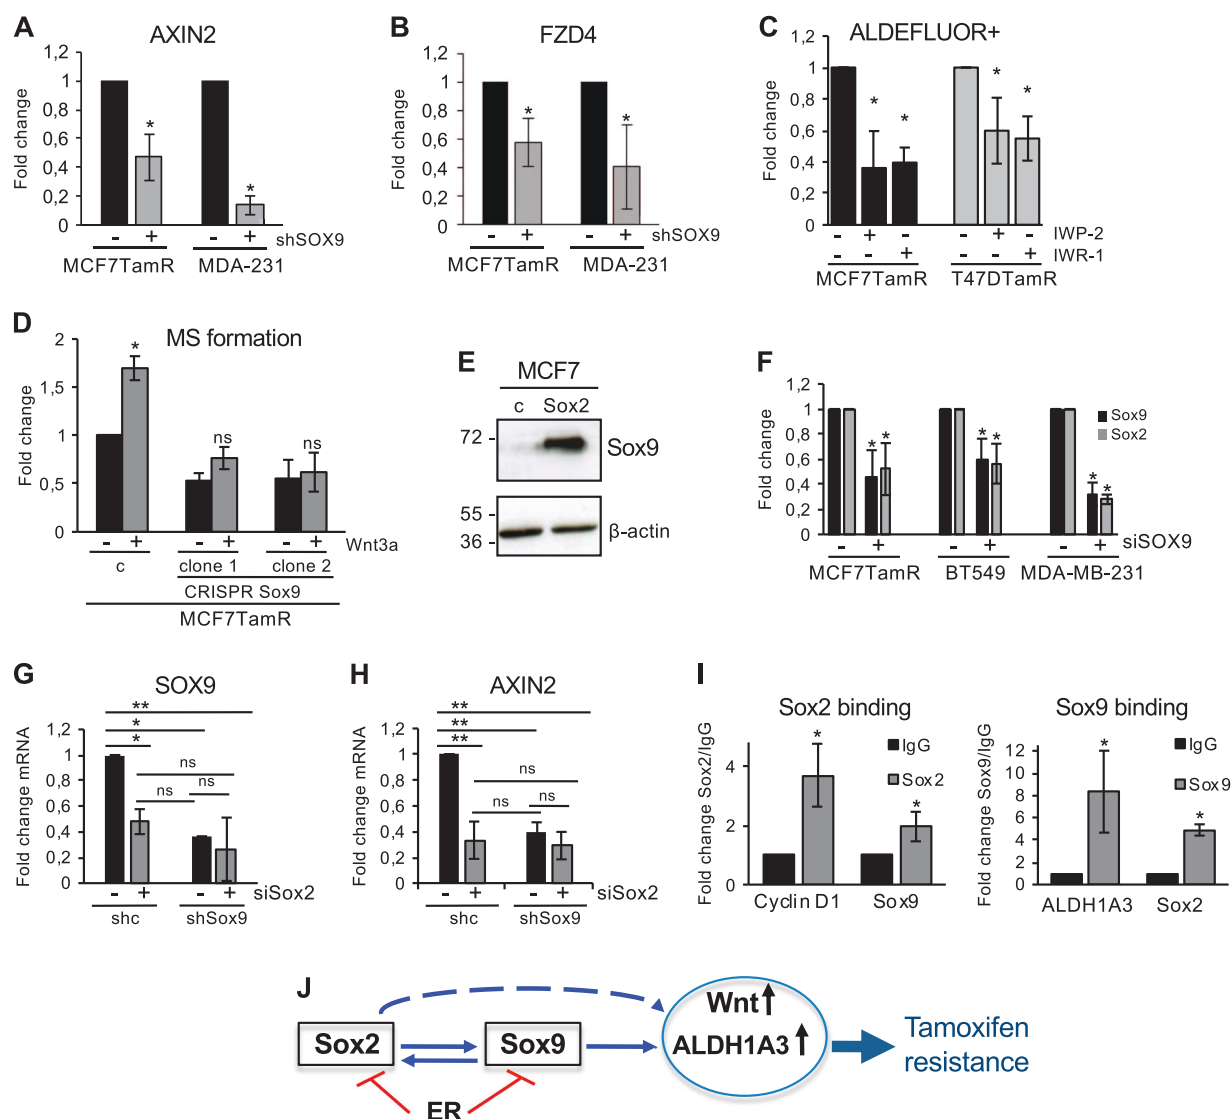 A
AXIN2
Fold change
1,2
1
0,8
0,6
0,4
0,2
0
*
*
- + - + shSOX9
MCF7TamR MDA-231
B
FZD4
Fold change
1,2
1
0,8
0,6
0,4
0,2
0
*
*
- + - + shSOX9
MCF7TamR MDA-231
C
ALDEFLUOR+
Fold change
1,2
1
0,8
0,6
0,4
0,2
0
* *
* *
- + - - + - IWP-2
- - + - - + IWR-1
MCF7TamR T47DTamR
D
MS formation
Fold change
2
1,5
1
0,5
0
*
ns
ns
- + - + - + Wnt3a
c clone 1 clone 2
CRISPR Sox9
MCF7TamR
E
MCF7
c Sox2
72 - Sox9
55 -
36 - β-actin
F
Fold change
1,2
1
0,8
0,6
0,4
0,2
0
Sox9
Sox2
* *
* *
* *
- + + - + + - + + siSOX9
MCF7TamR BT549 MDA-MB-231
G
SOX9
Fold change mRNA
**
*
*
1,2
1
0,8
0,6
0,4
0,2
0
ns
ns ns
- + - + siSox2
shc shSox9
H
AXIN2
Fold change mRNA
**
**
**
1,2
1
0,8
0,6
0,4
0,2
0
ns
ns ns
- + - + siSox2
shc shSox9
I
Sox2 binding
Fold change Sox2/IgG
4
2
0
*
*
IgG
Sox2
Cyclin D1 Sox9
Sox9 binding
Fold change Sox9/IgG
12
10
8
6
4
2
0
*
*
IgG
Sox9
ALDH1A3 Sox2
J
Sox2
Sox9
Wnt
ALDH1A3
Tamoxifen
resistance
ER